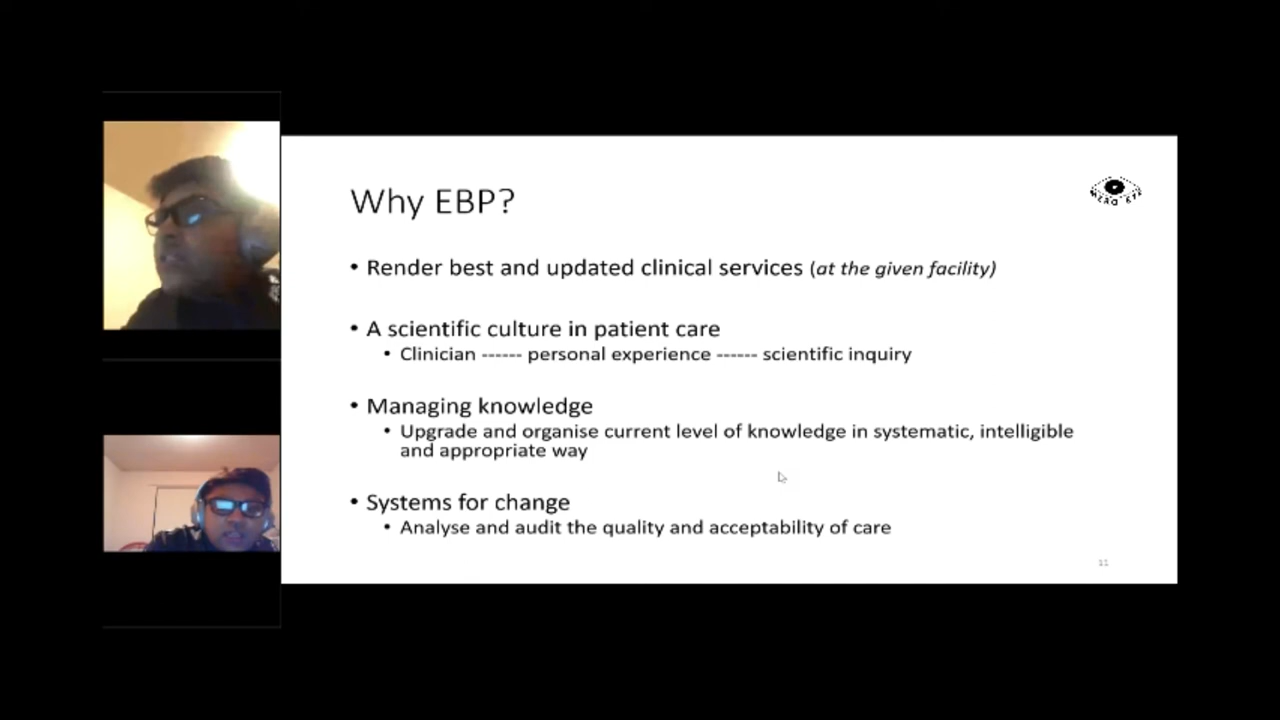 Why EBP?
• Render best and updated clinical services (at the given facility)
• A scientific culture in patient care
• Clinician ------ personal experience ------ scientific inquiry
• Managing knowledge
• Upgrade and organise current level of knowledge in systematic, intelligible
and appropriate way
• Systems for change
• Analyse and audit the quality and acceptability of care
11